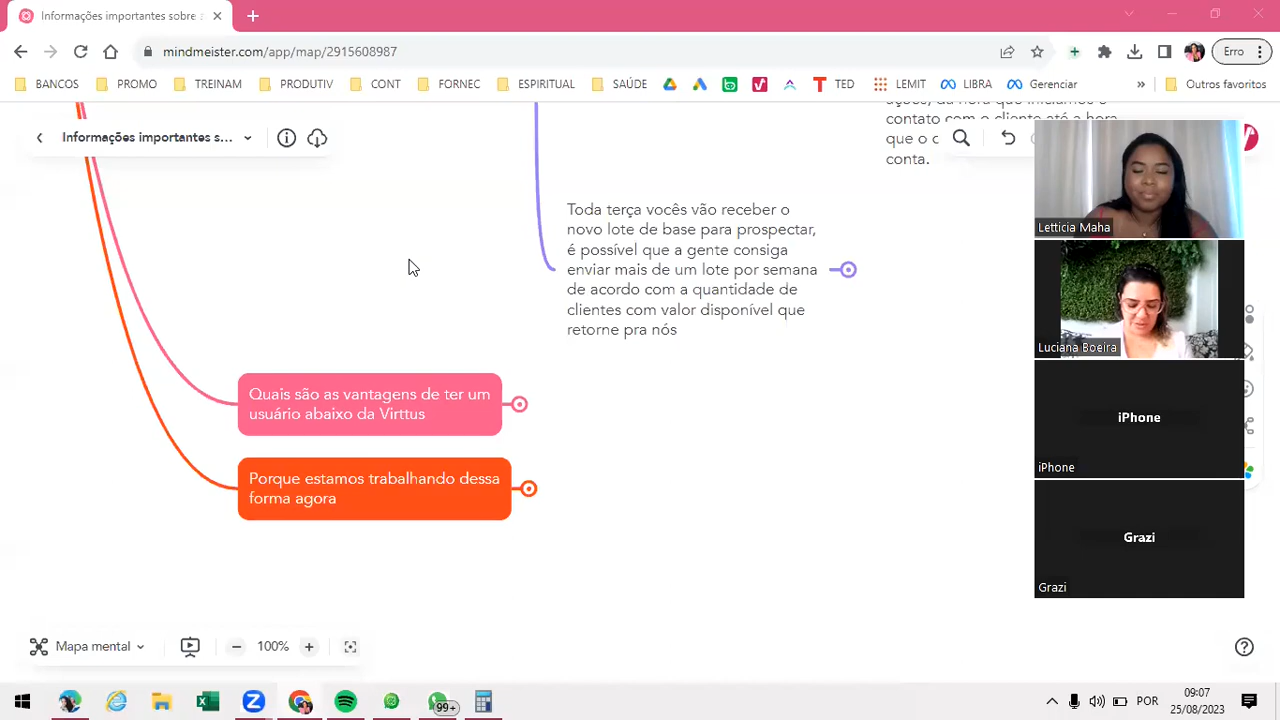 Informações importantes sobre
mindmeister.com/app/map/2915608987
Erro
BANCOS
PROMO
TREINAM
PRODUTIV
CONT
FORNEC
ESPIRITUAL
SAÚDE
TED
LEMIT
LIBRA
Gerenciar
»
Outros favoritos
Informações importantes s...
contato com o cliente até a hora
que o c
conta.
Toda terça vocês vão receber o
novo lote de base para prospectar,
é possível que a gente consiga
enviar mais de um lote por semana
de acordo com a quantidade de
clientes com valor disponível que
retorne pra nós
Quais são as vantagens de ter um
usuário abaixo da Virttus
Porque estamos trabalhando dessa
forma agora
Letticia Maha
Luciana Boeira
iPhone
iPhone
Grazi
Grazi
Mapa mental
100%
99+
POR
09:07
25/08/2023